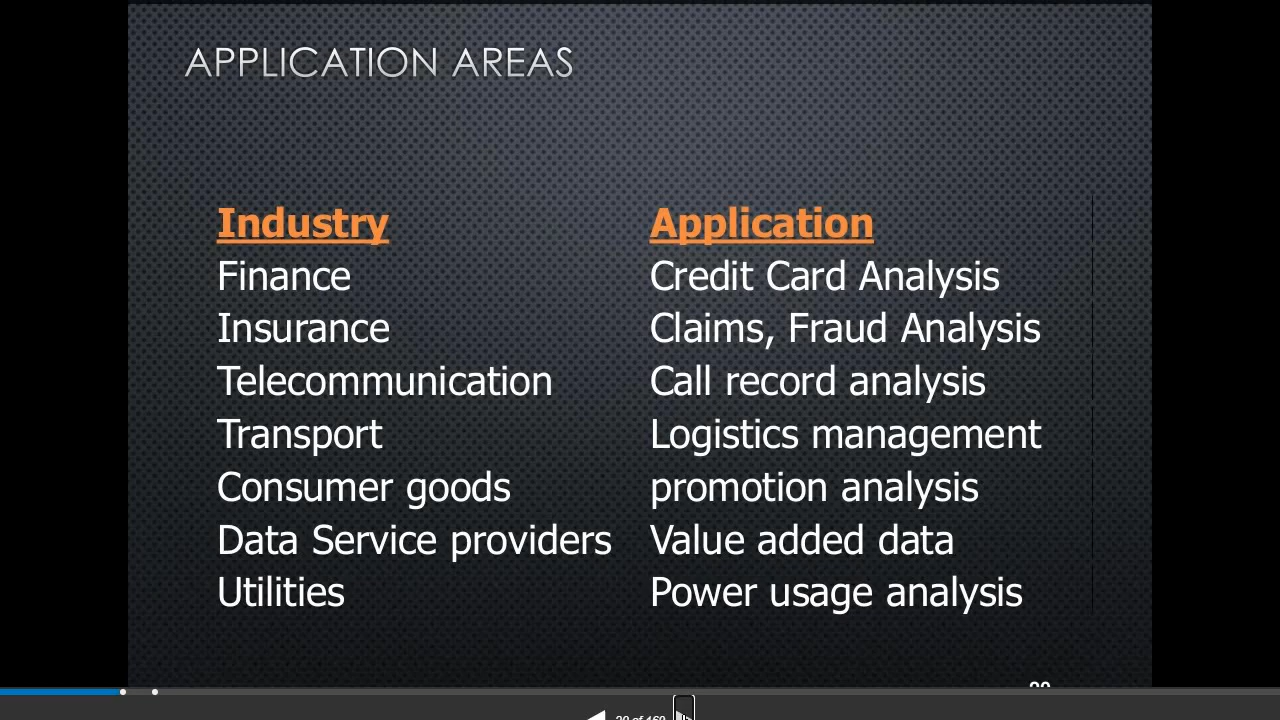 APPLICATION AREAS
Industry Application
Finance Credit Card Analysis
Insurance Claims, Fraud Analysis
Telecommunication Call record analysis
Transport Logistics management
Consumer goods promotion analysis
Data Service providers Value added data
Utilities Power usage analysis